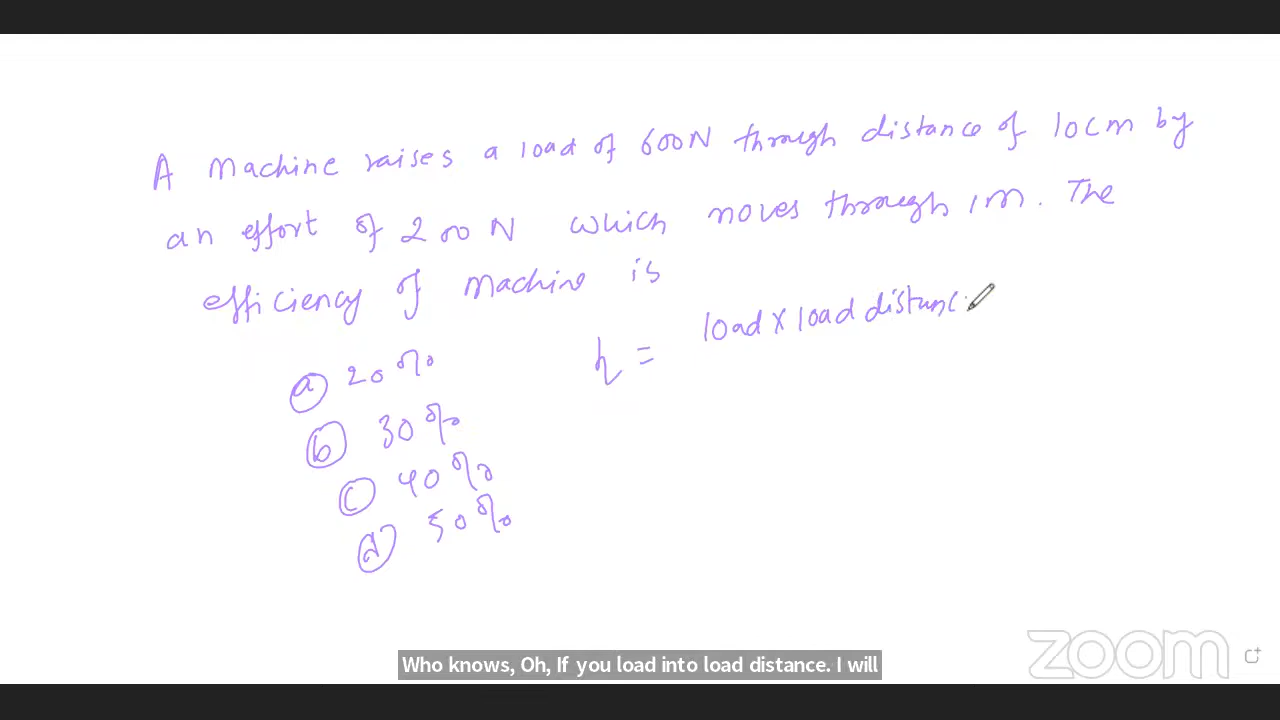 A machine raises a load of 600N through distance of 10cm by
an effort of 200 N which moves through 1m. The
efficiency of machine is
η = load x load distanc
(a) 20%
(b) 30%
(c) 40%
(d) 50%
zoom
Who knows, Oh, If you load into load distance. I will